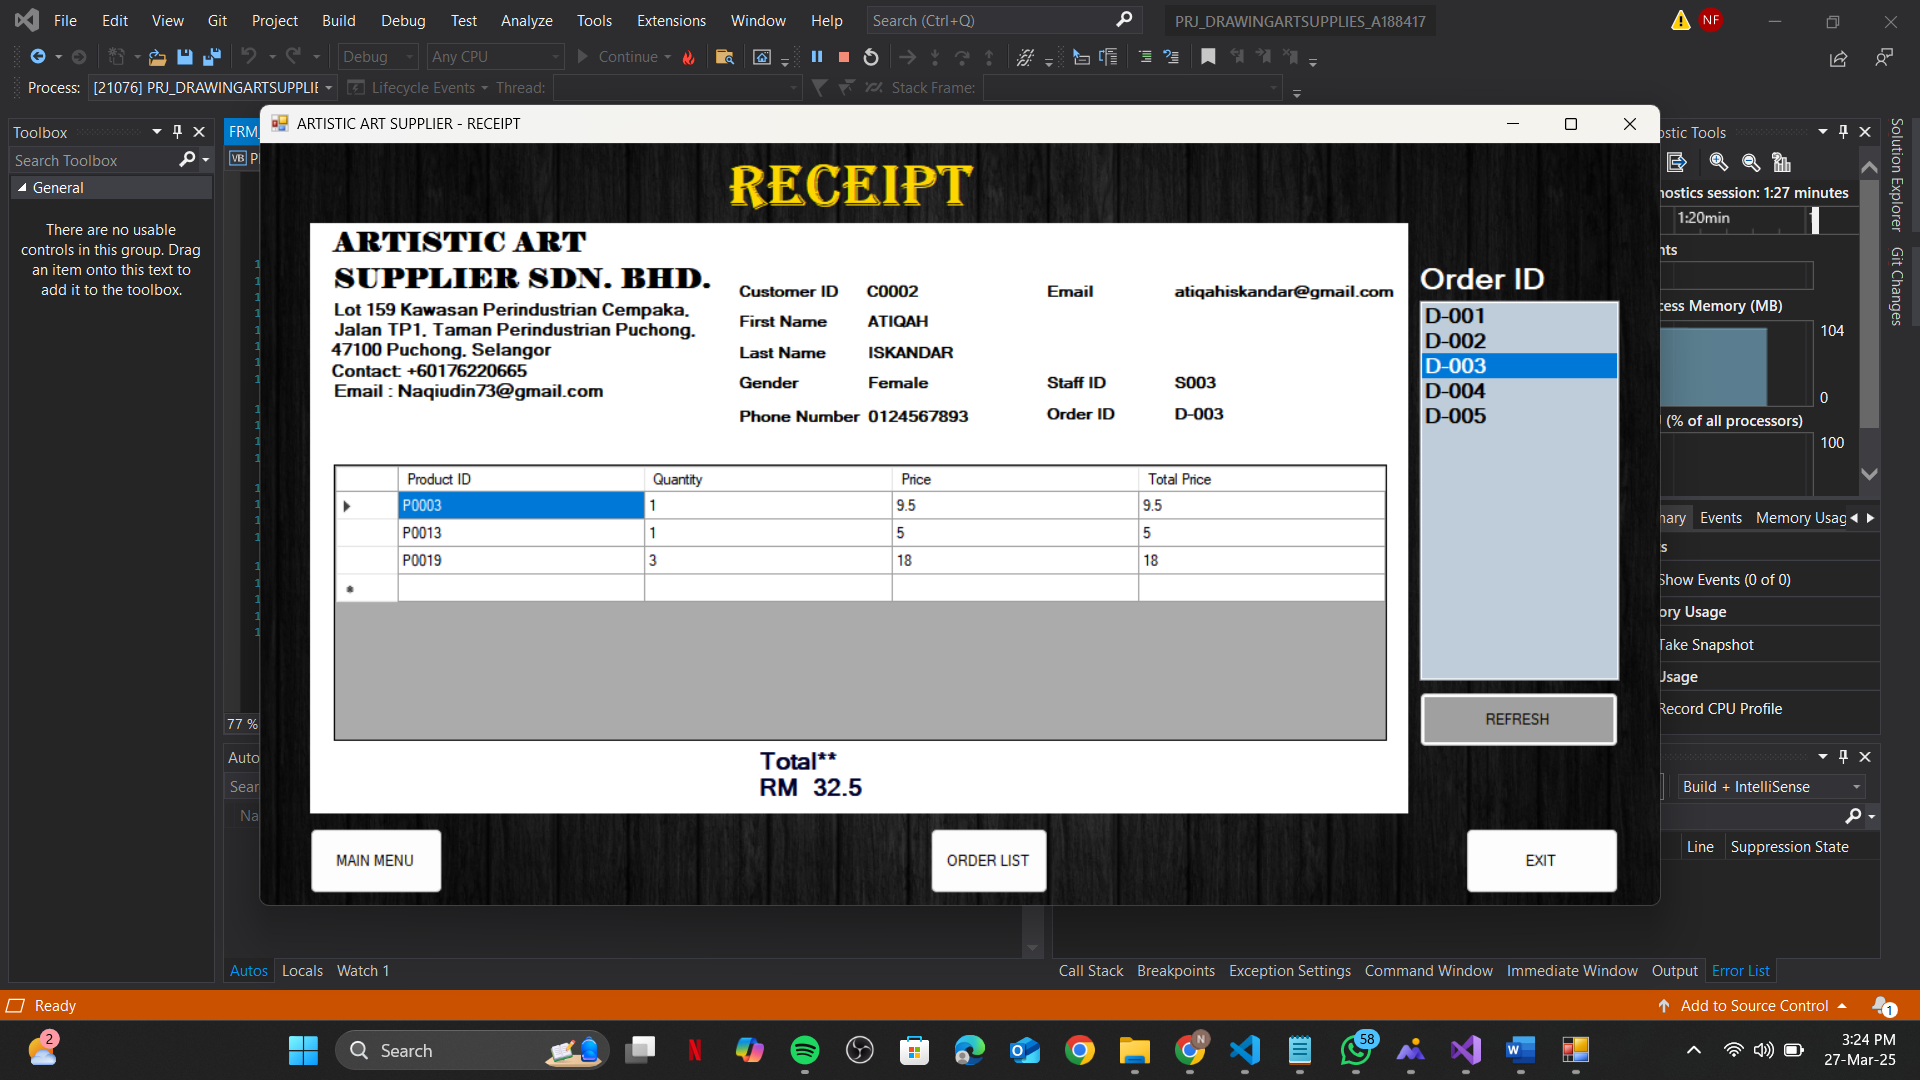 File Edit View Git Project Build Debug Test Analyze Tools Extensions Window Help Search (Ctrl+Q) PRJ_DRAWINGARTSUPPLIES_A188417 NF
Debug Any CPU Continue
Process: [21076] PRJ_DRAWINGARTSUPPLIE Lifecycle Events Thread: Stack Frame:
Toolbox
Search Toolbox
General
There are no usable
controls in this group. Drag
an item onto this text to
add it to the toolbox.
FRM_
VB P
77 %
ARTISTIC ART SUPPLIER - RECEIPT
RECEIPT
ARTISTIC ART
SUPPLIER SDN. BHD.
Lot 159 Kawasan Perindustrian Cempaka,
Jalan TP1, Taman Perindustrian Puchong,
47100 Puchong, Selangor
Contact: +60176220665
Email : Naqiudin73@gmail.com
Customer ID C0002 Email atiqahiskandar@gmail.com
First Name ATIQAH
Last Name ISKANDAR
Gender Female Staff ID S003
Phone Number 0124567893 Order ID D-003
Product ID Quantity Price Total Price
P0003 1 9.5 9.5
P0013 1 5 5
P0019 3 18 18
Total**
RM 32.5
Order ID
D-001
D-002
D-003
D-004
D-005
REFRESH
MAIN MENU ORDER LIST EXIT
ostic Tools
nostics session: 1:27 minutes
1:20min
nts
cess Memory (MB)
104
0
(% of all processors)
100
nary Events Memory Usag
s
Show Events (0 of 0)
ory Usage
Take Snapshot
Usage
Record CPU Profile
Solution Explorer
Git Changes
Auto
Sear
Na
Build + IntelliSense
Line Suppression State
Autos Locals Watch 1
Call Stack Breakpoints Exception Settings Command Window Immediate Window Output Error List
Ready Add to Source Control 1
2 Search N 58
3:24 PM
27-Mar-25